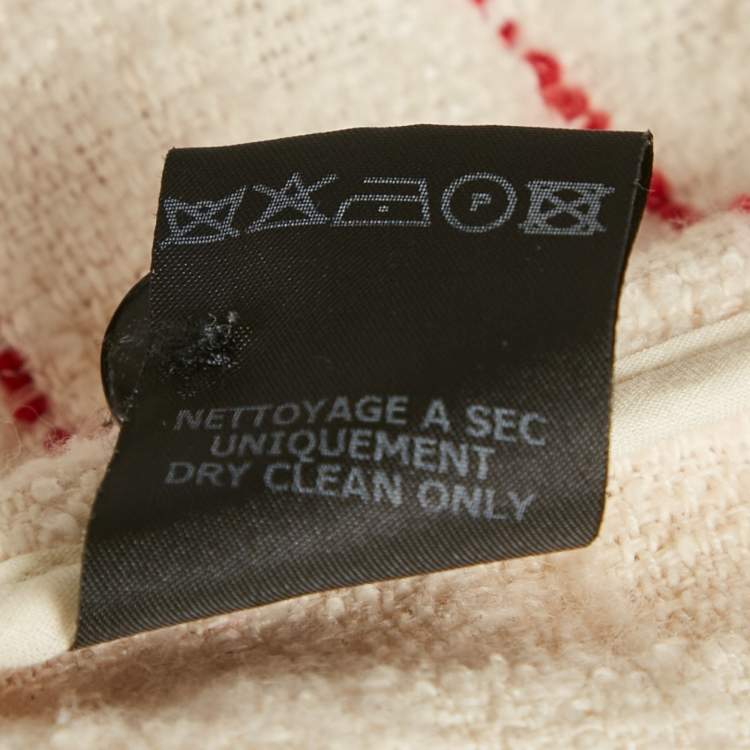 P
NETTOYAGE A SEC
UNIQUEMENT
DRY CLEAN ONLY